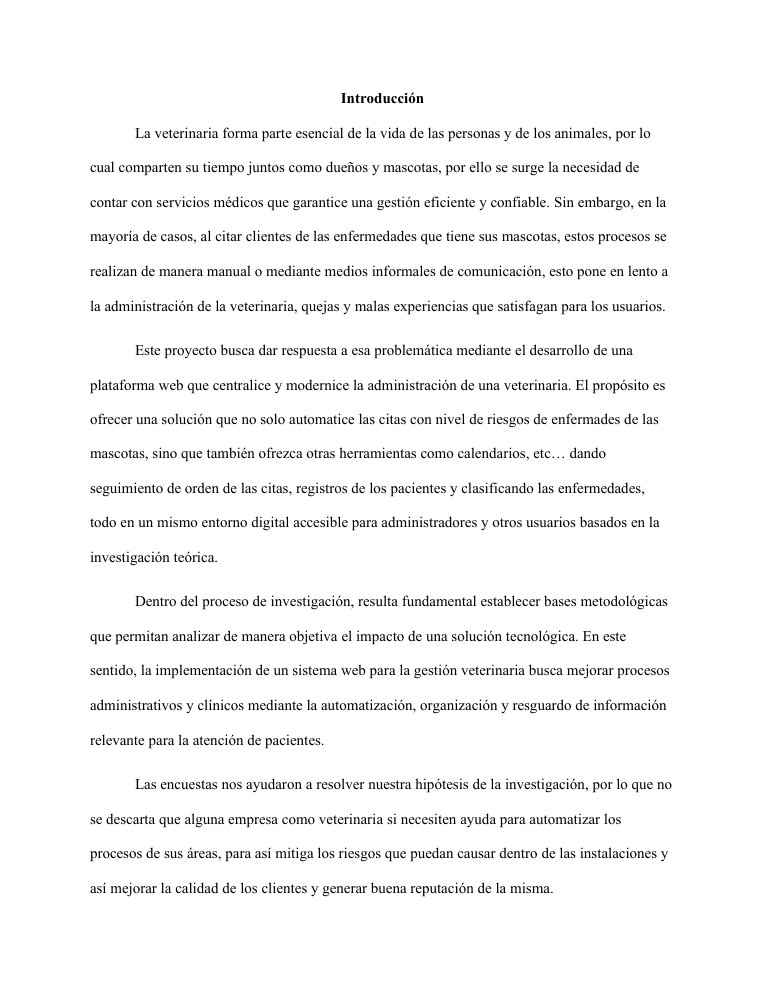 Introducción
La veterinaria forma parte esencial de la vida de las personas y de los animales, por lo
cual comparten su tiempo juntos como dueños y mascotas, por ello se surge la necesidad de
contar con servicios médicos que garantice una gestión eficiente y confiable. Sin embargo, en la
mayoría de casos, al citar clientes de las enfermedades que tiene sus mascotas, estos procesos se
realizan de manera manual o mediante medios informales de comunicación, esto pone en lento a
la administración de la veterinaria, quejas y malas experiencias que satisfagan para los usuarios.
Este proyecto busca dar respuesta a esa problemática mediante el desarrollo de una
plataforma web que centralice y modernice la administración de una veterinaria. El propósito es
ofrecer una solución que no solo automatice las citas con nivel de riesgos de enfermades de las
mascotas, sino que también ofrezca otras herramientas como calendarios, etc… dando
seguimiento de orden de las citas, registros de los pacientes y clasificando las enfermedades,
todo en un mismo entorno digital accesible para administradores y otros usuarios basados en la
investigación teórica.
Dentro del proceso de investigación, resulta fundamental establecer bases metodológicas
que permitan analizar de manera objetiva el impacto de una solución tecnológica. En este
sentido, la implementación de un sistema web para la gestión veterinaria busca mejorar procesos
administrativos y clínicos mediante la automatización, organización y resguardo de información
relevante para la atención de pacientes.
Las encuestas nos ayudaron a resolver nuestra hipótesis de la investigación, por lo que no
se descarta que alguna empresa como veterinaria si necesiten ayuda para automatizar los
procesos de sus áreas, para así mitiga los riesgos que puedan causar dentro de las instalaciones y
así mejorar la calidad de los clientes y generar buena reputación de la misma.